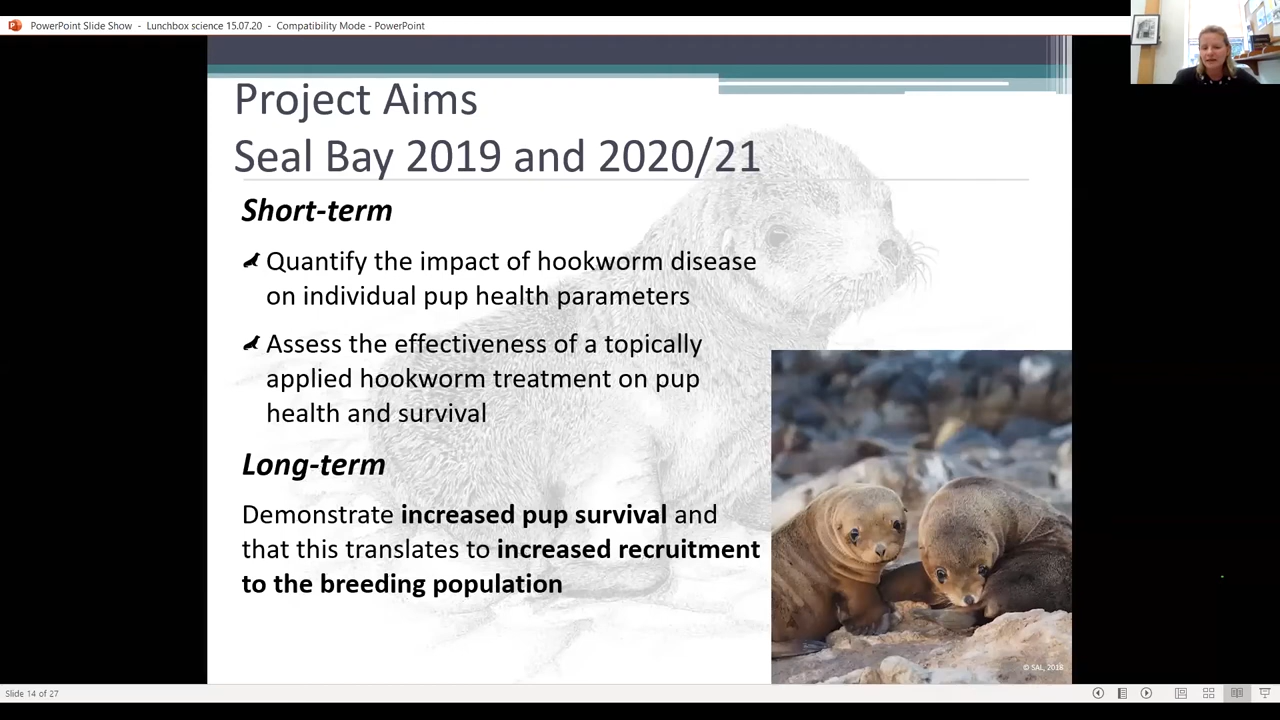 PowerPoint Slide Show - Lunchbox science 15.07.20 - Compatibility Mode - PowerPoint
Project Aims
Seal Bay 2019 and 2020/21
Short-term
Quantify the impact of hookworm disease
on individual pup health parameters
Assess the effectiveness of a topically
applied hookworm treatment on pup
health and survival
Long-term
Demonstrate increased pup survival and
that this translates to increased recruitment
to the breeding population
© SAL, 2018
Slide 14 of 27